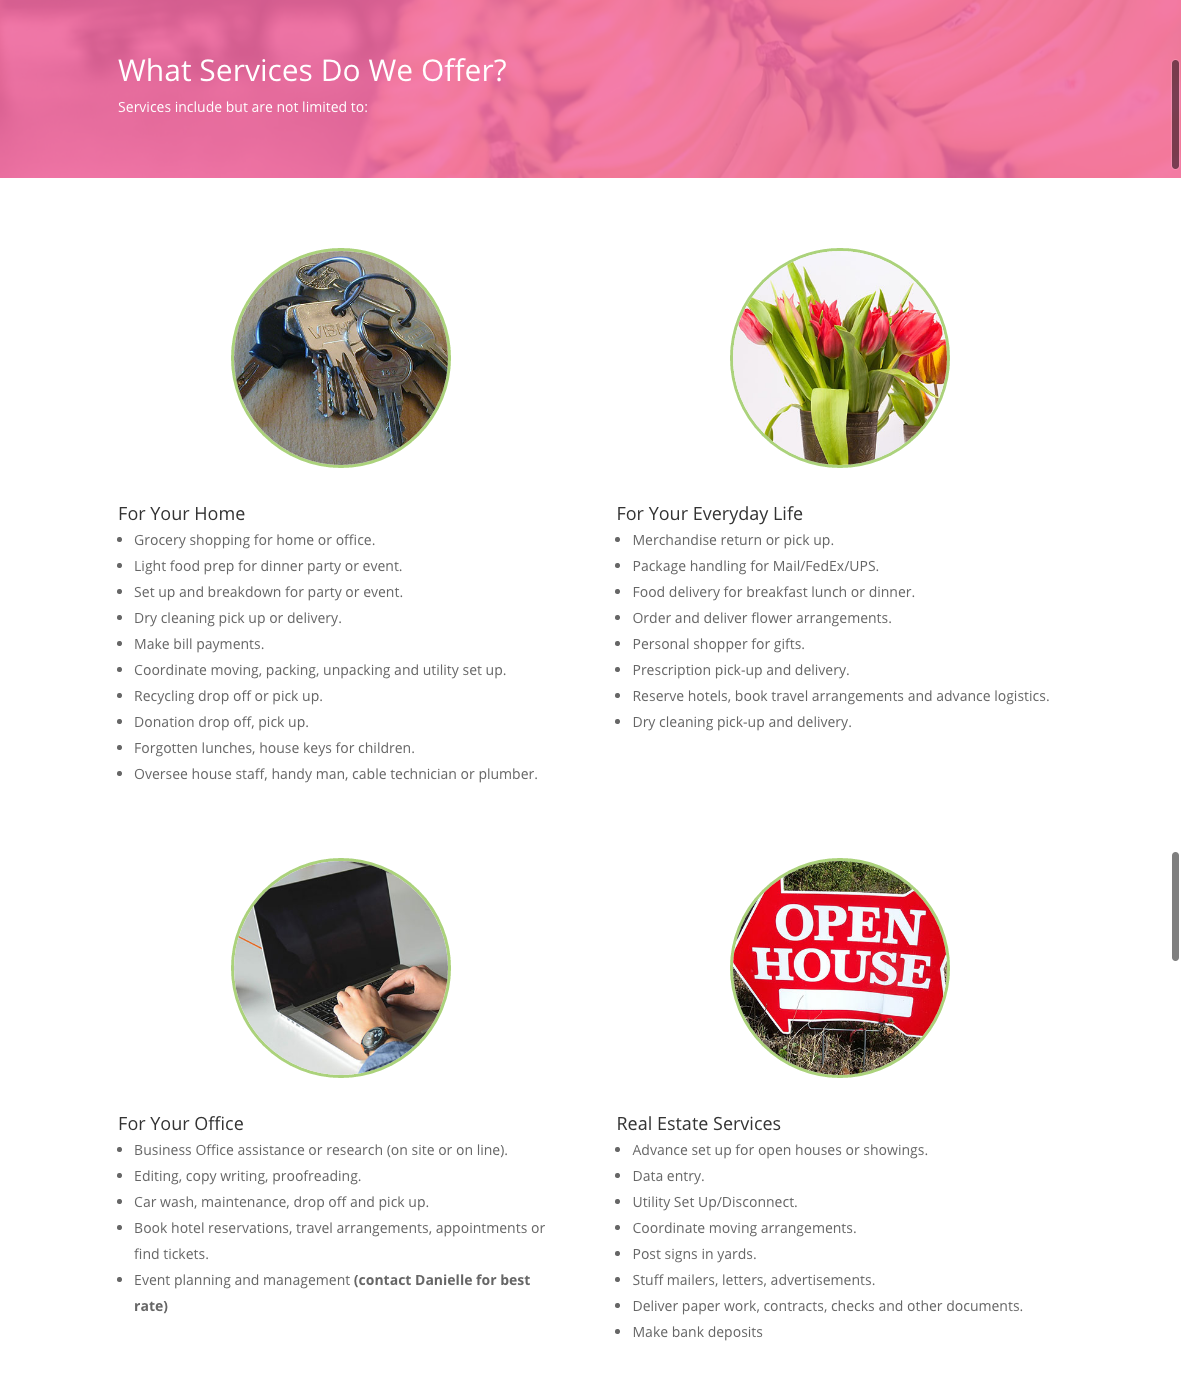 What Services Do We Offer?
Services include but are not limited to:
For Your Home
Grocery shopping for home or office.
Light food prep for dinner party or event.
Set up and breakdown for party or event.
Dry cleaning pick up or delivery.
Make bill payments.
Coordinate moving, packing, unpacking and utility set up.
Recycling drop off or pick up.
Donation drop off, pick up.
Forgotten lunches, house keys for children.
Oversee house staff, handy man, cable technician or plumber.
For Your Everyday Life
Merchandise return or pick up.
Package handling for Mail/FedEx/UPS.
Food delivery for breakfast lunch or dinner.
Order and deliver flower arrangements.
Personal shopper for gifts.
Prescription pick-up and delivery.
Reserve hotels, book travel arrangements and advance logistics.
Dry cleaning pick-up and delivery.
For Your Office
Business Office assistance or research (on site or on line).
Editing, copy writing, proofreading.
Car wash, maintenance, drop off and pick up.
Book hotel reservations, travel arrangements, appointments or
find tickets.
Event planning and management (contact Danielle for best
rate)
OPEN
HOUSE
Real Estate Services
Advance set up for open houses or showings.
Data entry.
Utility Set Up/Disconnect.
Coordinate moving arrangements.
Post signs in yards.
Stuff mailers, letters, advertisements.
Deliver paper work, contracts, checks and other documents.
Make bank deposits